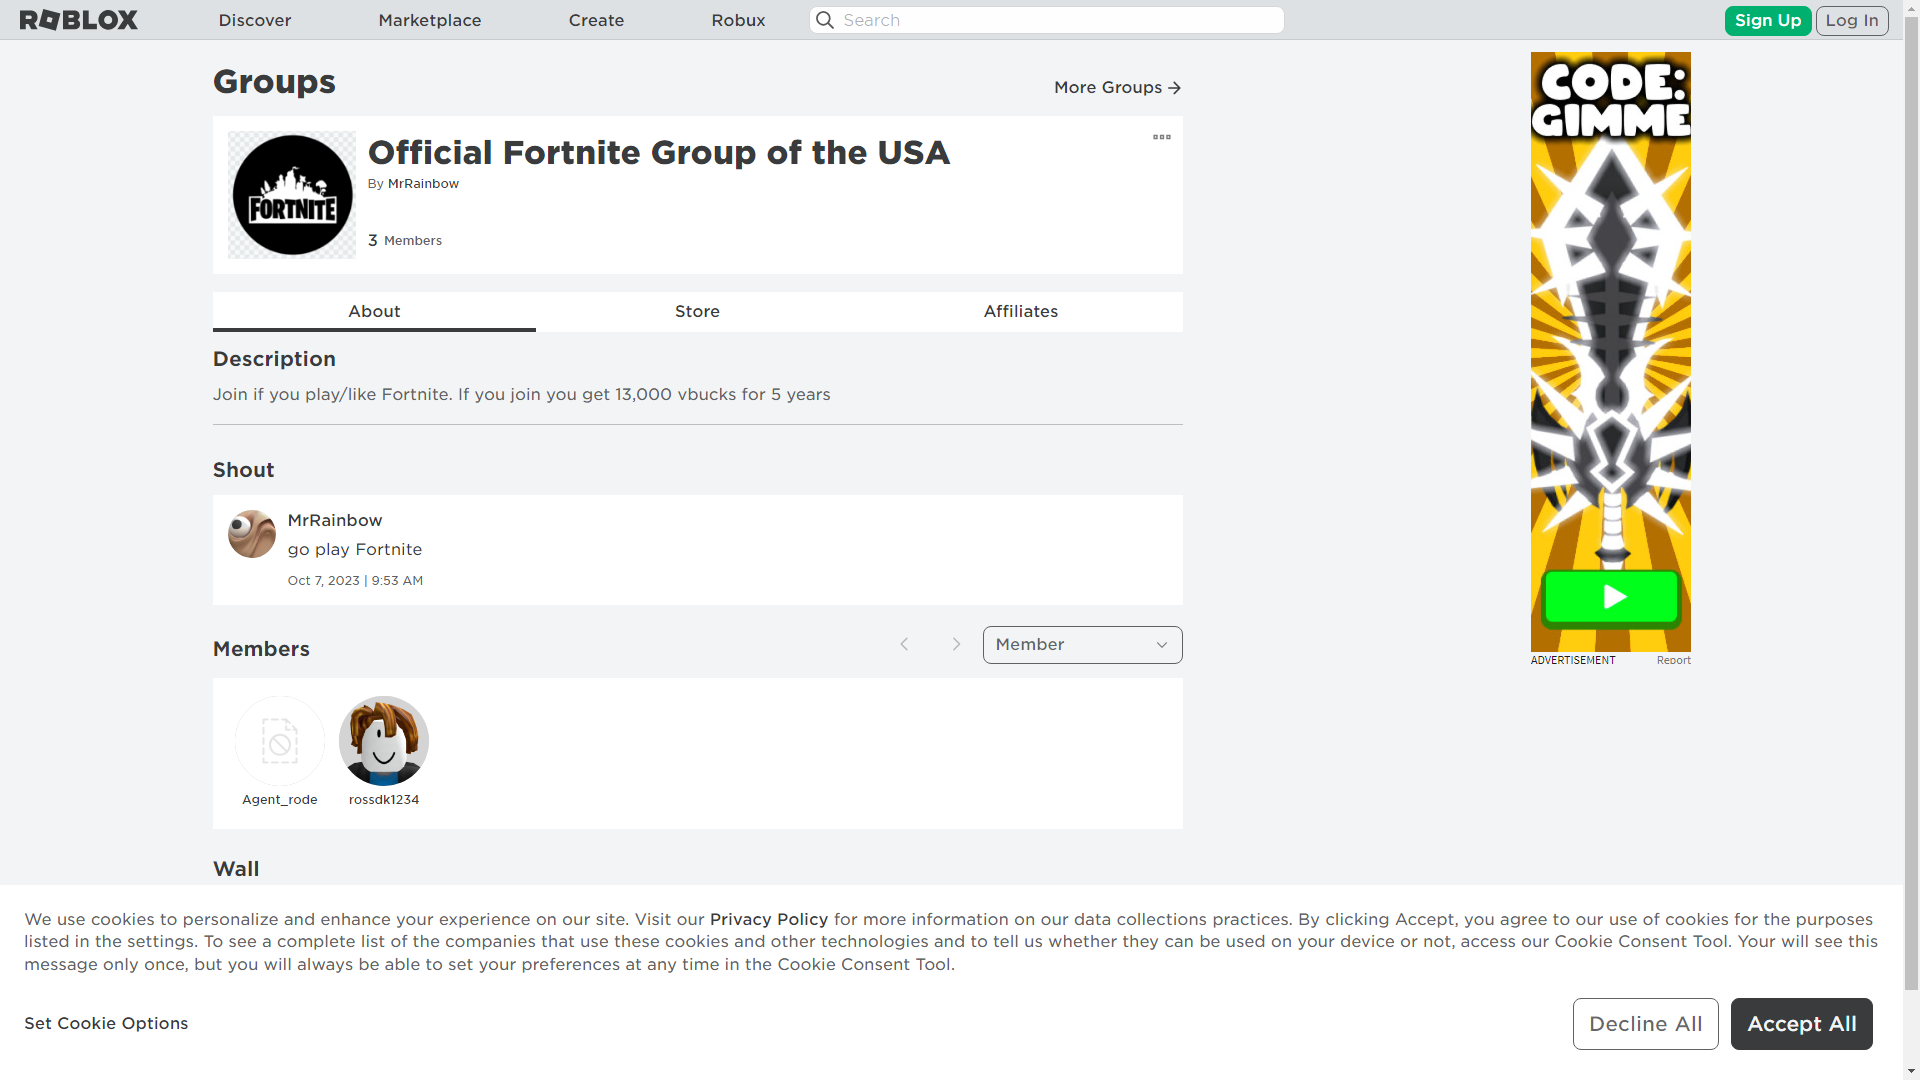 ROBLOX
Discover
Marketplace
Create
Robux
Search
Sign Up
Log In
Groups
More Groups
FORTNITE
Official Fortnite Group of the USA
By MrRainbow
3 Members
About
Store
Affiliates
Description
Join if you play/like Fortnite. If you join you get 13,000 vbucks for 5 years
Shout
MrRainbow
go play Fortnite
Oct 7, 2023 | 9:53 AM
Members
Member
Agent_rode
rossdk1234
Wall
CODE:
GIMME
ADVERTISEMENT
Report
We use cookies to personalize and enhance your experience on our site. Visit our Privacy Policy for more information on our data collections practices. By clicking Accept, you agree to our use of cookies for the purposes
listed in the settings. To see a complete list of the companies that use these cookies and other technologies and to tell us whether they can be used on your device or not, access our Cookie Consent Tool. Your will see this
message only once, but you will always be able to set your preferences at any time in the Cookie Consent Tool.
Set Cookie Options
Decline All
Accept All